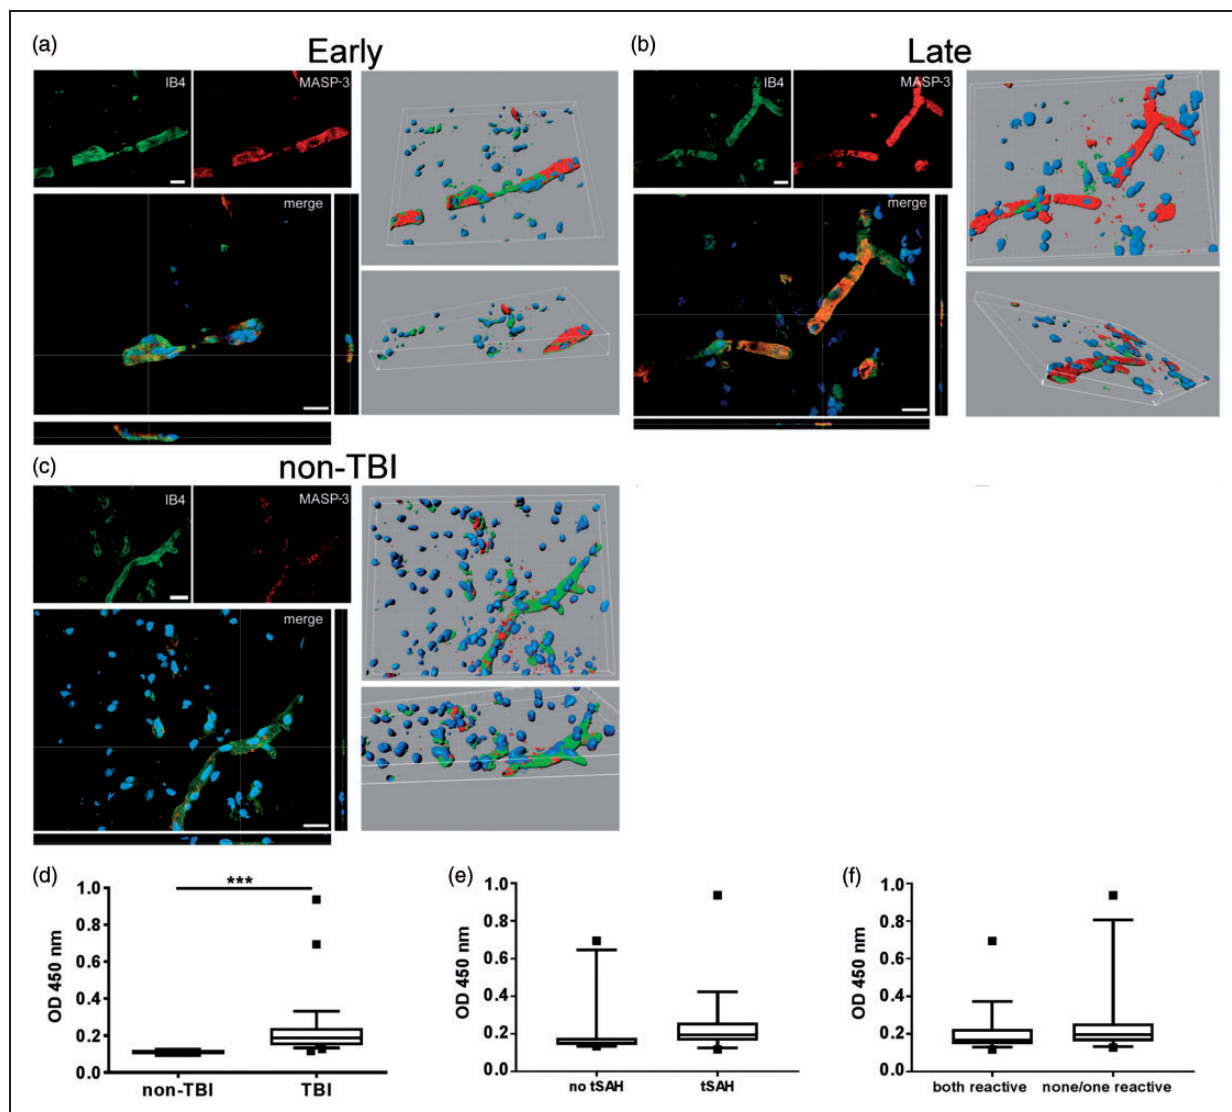 (a) Early
IB4
MASP-3
merge
(b) Late
IB4
MASP-3
merge
(c) non-TBI
IB4
MASP-3
merge
(d)
***
1.0
0.8
0.6
0.4
0.2
0.0
OD 450 nm
non-TBI
TBI
(e)
1.0
0.8
0.6
0.4
0.2
0.0
OD 450 nm
no tSAH
tSAH
(f)
1.0
0.8
0.6
0.4
0.2
0.0
OD 450 nm
both reactive
none/one reactive